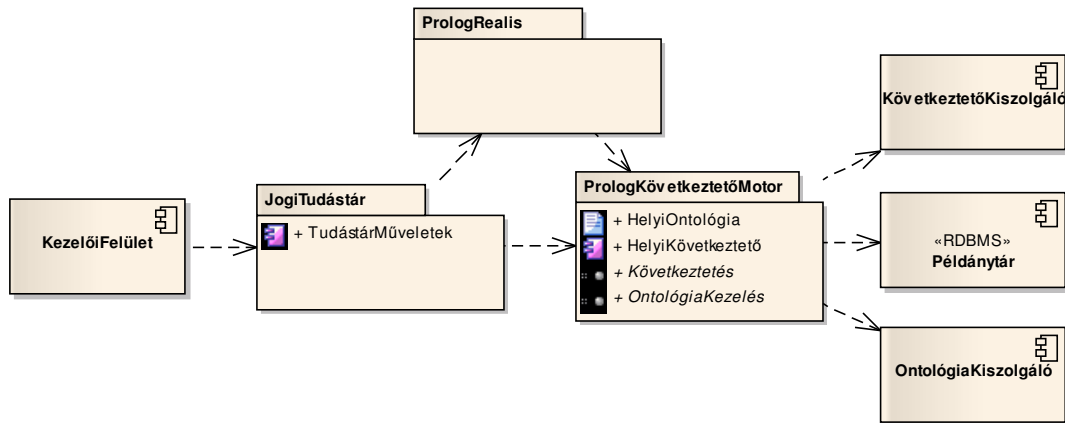 PrologRealis
KövetkeztetőKiszolgáló
JogiTudástár
+ TudástárMűveletek
PrologKövetkeztetőMotor
+ HelyiOntológia
+ HelyiKövetkeztető
+ Következtetés
+ OntológiaKezelés
KezelőiFelület
«RDBMS»
Példánytár
OntológiaKiszolgáló